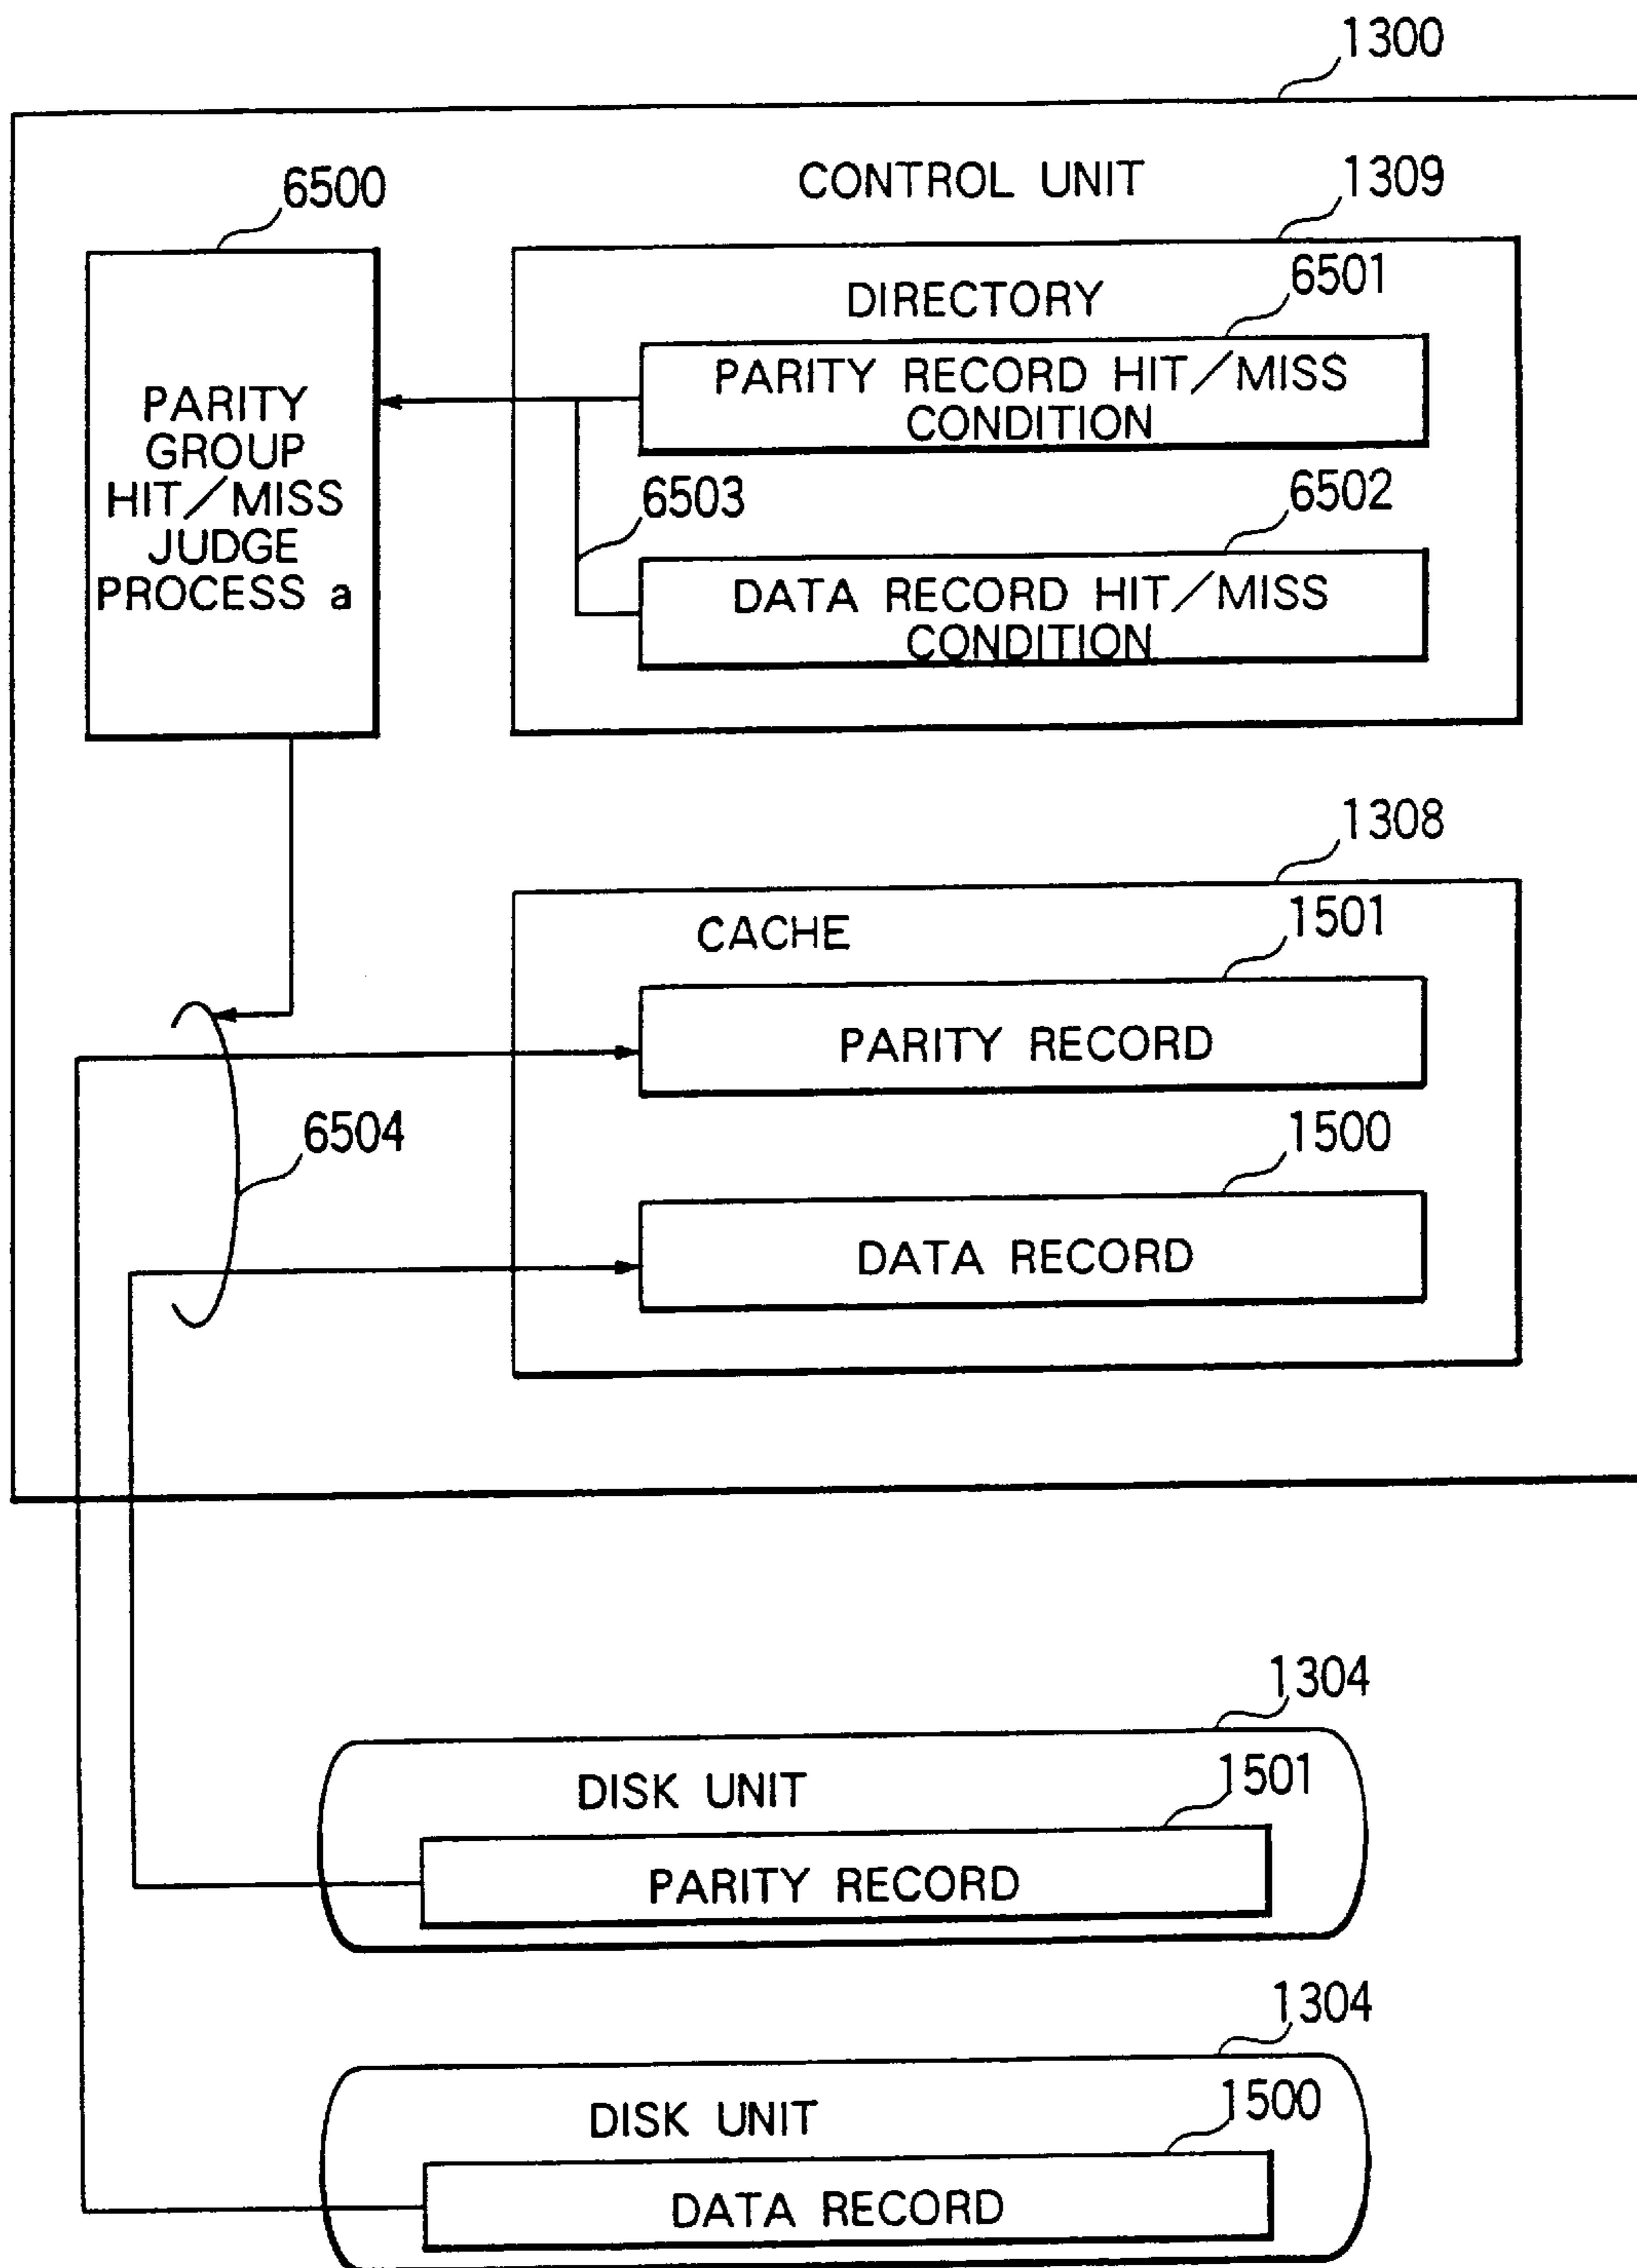 1300
CONTROL UNIT
6500
1309
DIRECTORY
6501
PARITY RECORD HIT/MISS
CONDITION
PARITY
GROUP
HIT/MISS
JUDGE
PROCESS a
6503
6502
DATA RECORD HIT/MISS
CONDITION
1308
CACHE
1501
PARITY RECORD
6504
1500
DATA RECORD
1304
DISK UNIT
1501
PARITY RECORD
1304
DISK UNIT
1500
DATA RECORD